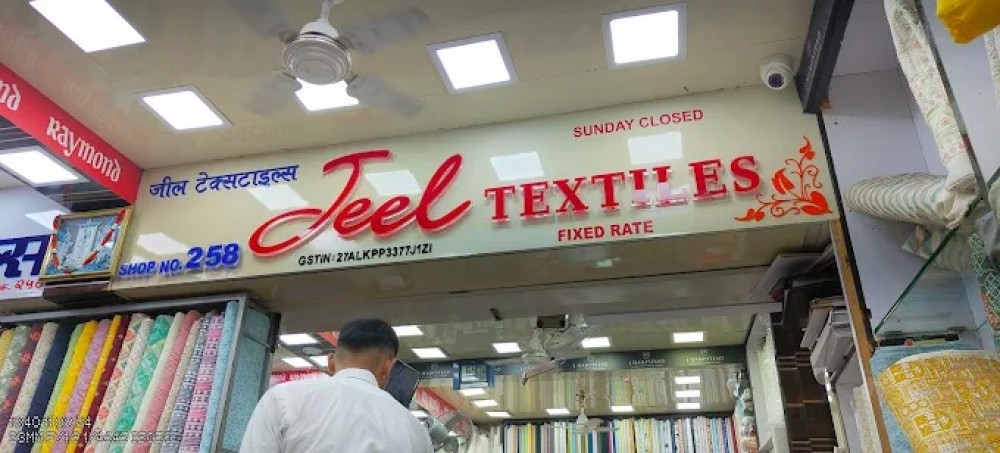 Raymond
SUNDAY CLOSED
जील टेक्सटाइल्स
Jeel TEXTILES
FIXED RATE
GSTIN: 27ALKPP3377J1ZI
SHOP NO. 258